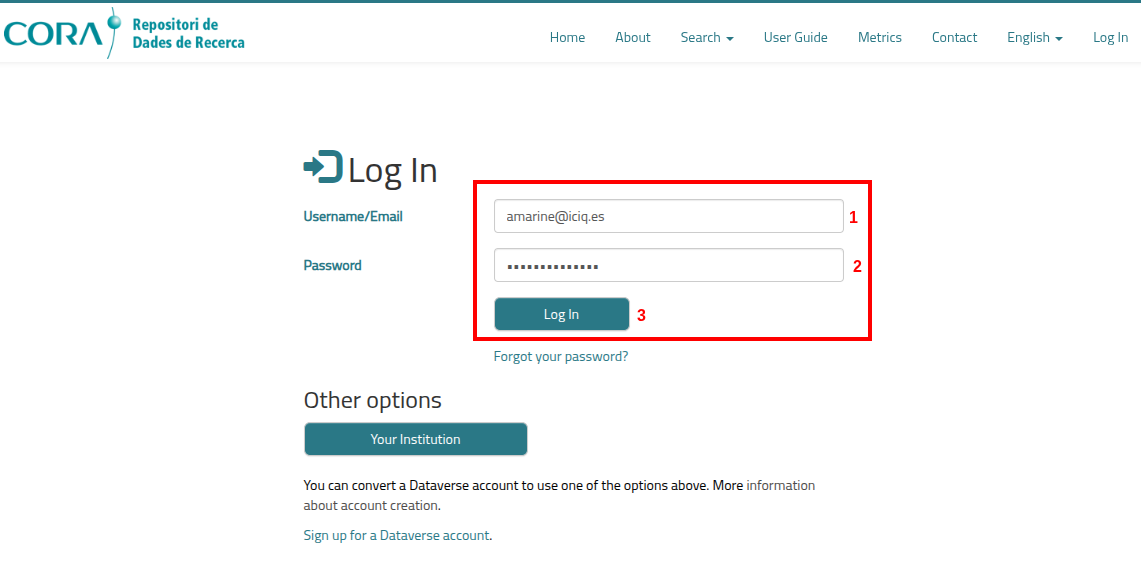 CORA
Repositori de
Dades de Recerca
Home About Search User Guide Metrics Contact English Log In
Log In
Username/Email
amarine@iciq.es
1
Password
2
Log In
3
Forgot your password?
Other options
Your Institution
You can convert a Dataverse account to use one of the options above. More information
about account creation.
Sign up for a Dataverse account.